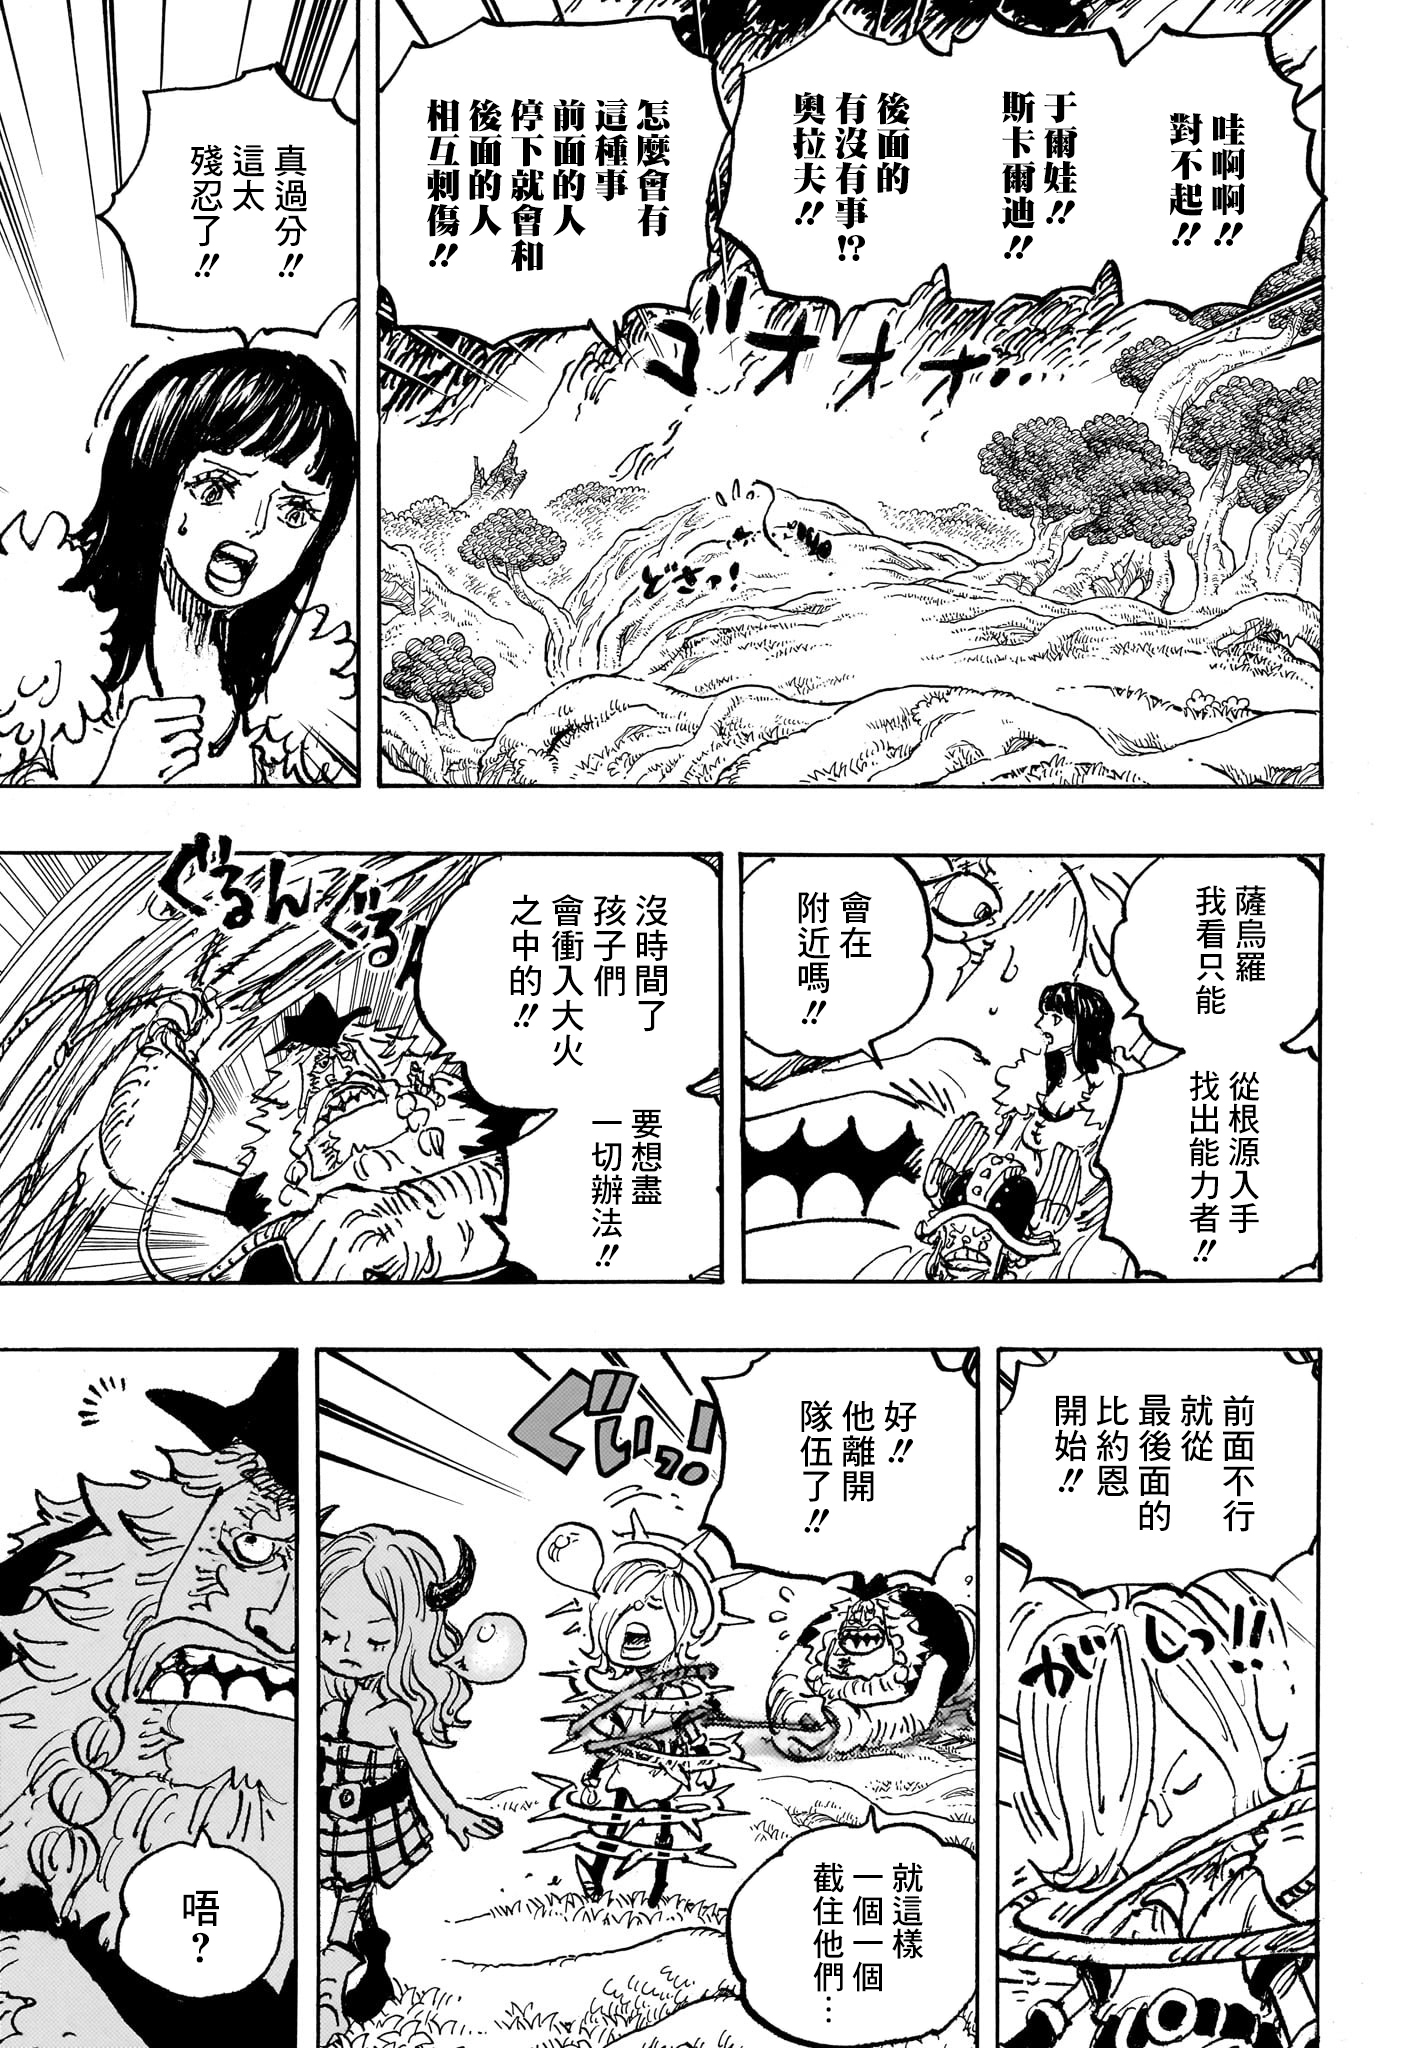 哇啊啊!!
對不起!!
于爾娃!!
斯卡爾迪!!
後面的
有沒有事!?
奧拉夫!!
怎麼會有
這種事
前面的人
停下就會和
後面的人
相互刺傷!!
ゴオオオ…
どさっ!
真過分!!
這太
殘忍了!!
薩烏羅
我看只能
從根源入手
找出能力者!!
會在
附近嗎!!
沒時間了
孩子們
會衝入大火
之中的!!
要想盡
一切辦法!!
ぐるんぐるん
前面不行
就從
最後面的
比約恩
開始!!
がしっ!!
好!!
他離開
隊伍了!!
ぐいっ!
就這樣
一個一個
截住他們…
唔?